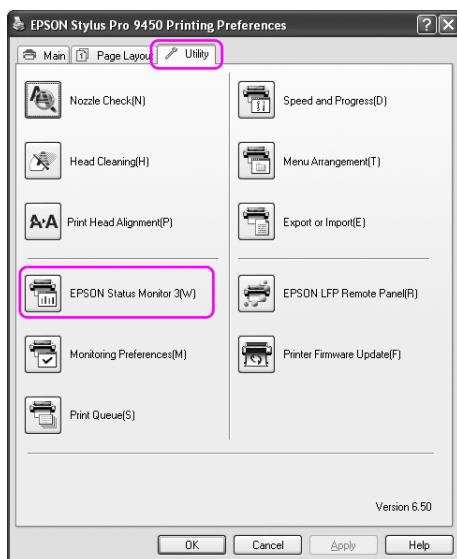 EPSON Stylus Pro 9450 Printing Preferences
Main
Page Layout
Utility
Nozzle Check(N)
Speed and Progress(D)
Head Cleaning(H)
Menu Arrangement(T)
A A Print Head Alignment(P)
Export or Import(E)
EPSON Status Monitor 3(W)
EPSON LFP Remote Panel(R)
Monitoring Preferences(M)
Printer Firmware Update(F)
Print Queue(S)
Version 6.50
OK
Cancel
Apply
Help